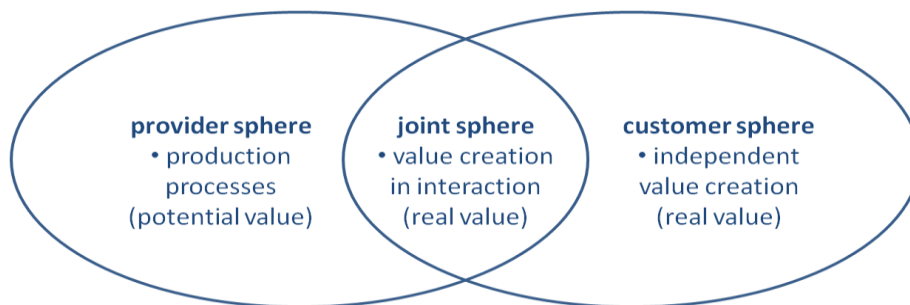 provider sphere
• production
processes
(potential value)
joint sphere
• value creation
in interaction
(real value)
customer sphere
• independent
value creation
(real value)